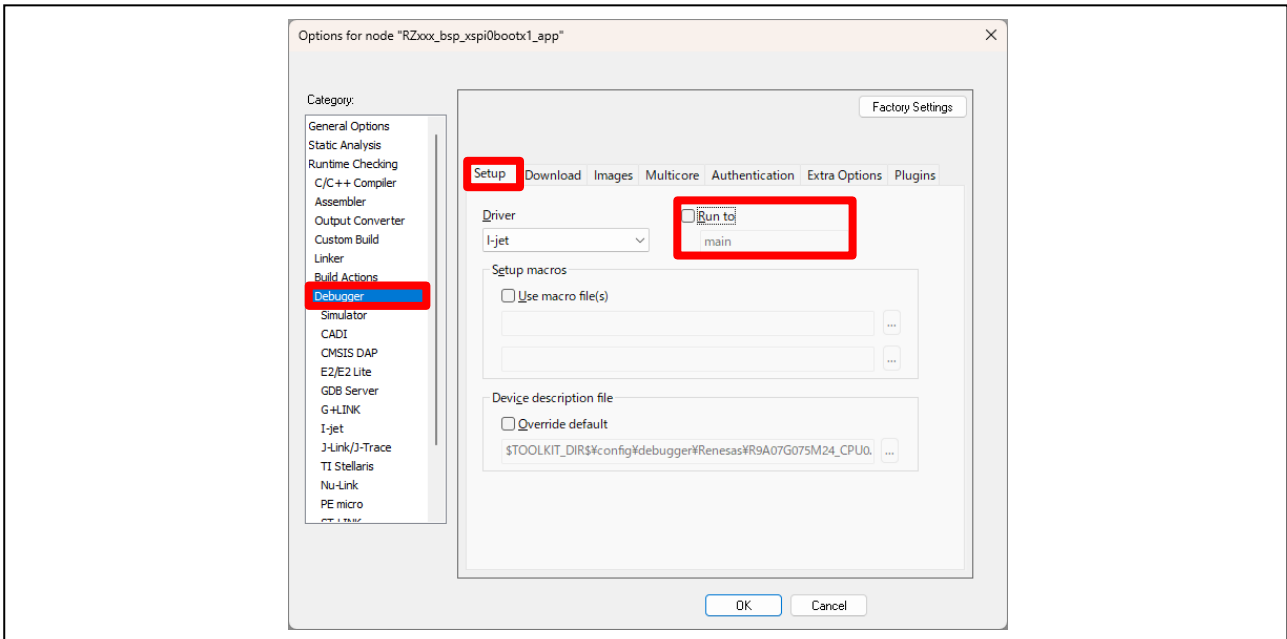 Options for node "RZxxx_bsp_xspi0bootx1_app"
Category:
Factory Settings
General Options
Static Analysis
Runtime Checking
C/C++ Compiler
Assembler
Output Converter
Custom Build
Linker
Build Actions
Debugger
Simulator
CADI
CMSIS DAP
E2/E2 Lite
GDB Server
G+LINK
I-jet
J-Link/J-Trace
TI Stellaris
Nu-Link
PE micro
ST-LINK
Setup Download Images Multicore Authentication Extra Options Plugins
Driver
I-jet
Run to
main
Setup macros
Use macro file(s)
...
...
Device description file
Override default
$TOOLKIT_DIR$¥config¥debugger¥Renesas¥R9A07G075M24_CPU0.
...
OK Cancel